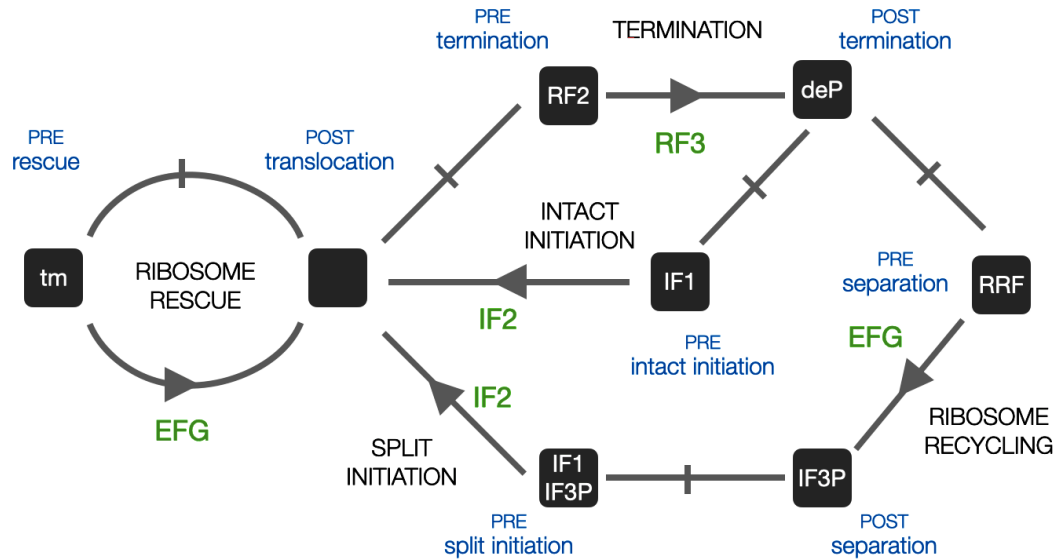 PRE
termination
TERMINATION
POST
termination
RF2
deP
RF3
PRE
rescue
POST
translocation
INTACT
INITIATION
tm
RIBOSOME
RESCUE
IF1
PRE
separation
RRF
IF2
EFG
PRE
intact initiation
IF2
EFG
SPLIT
INITIATION
RIBOSOME
RECYCLING
IF1
IF3P
IF3P
PRE
split initiation
POST
separation